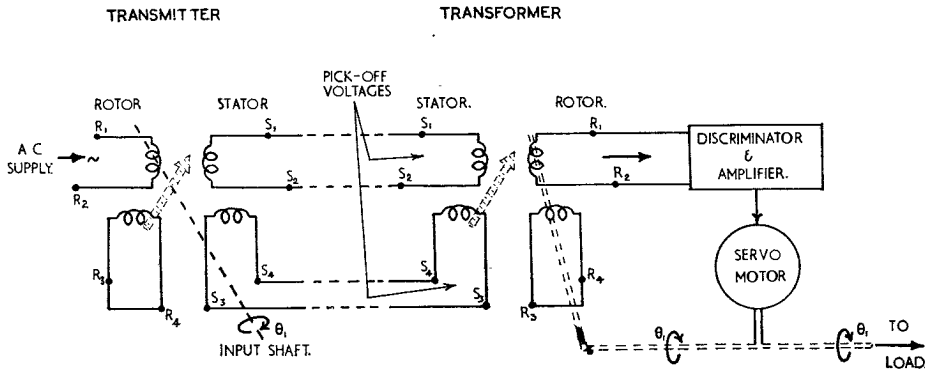 TRANSMITTER
TRANSFORMER
PICK-OFF
VOLTAGES
ROTOR
STATOR
STATOR.
ROTOR.
R1
S1
S1
R1
A C
SUPPLY.
~
S2
S2
R2
R2
DISCRIMINATOR
&
AMPLIFIER.
R3
S4
S4
R4
SERVO
MOTOR
R4
S3
S3
R3
θ1
INPUT SHAFT.
θ1
θ1
TO
LOAD.